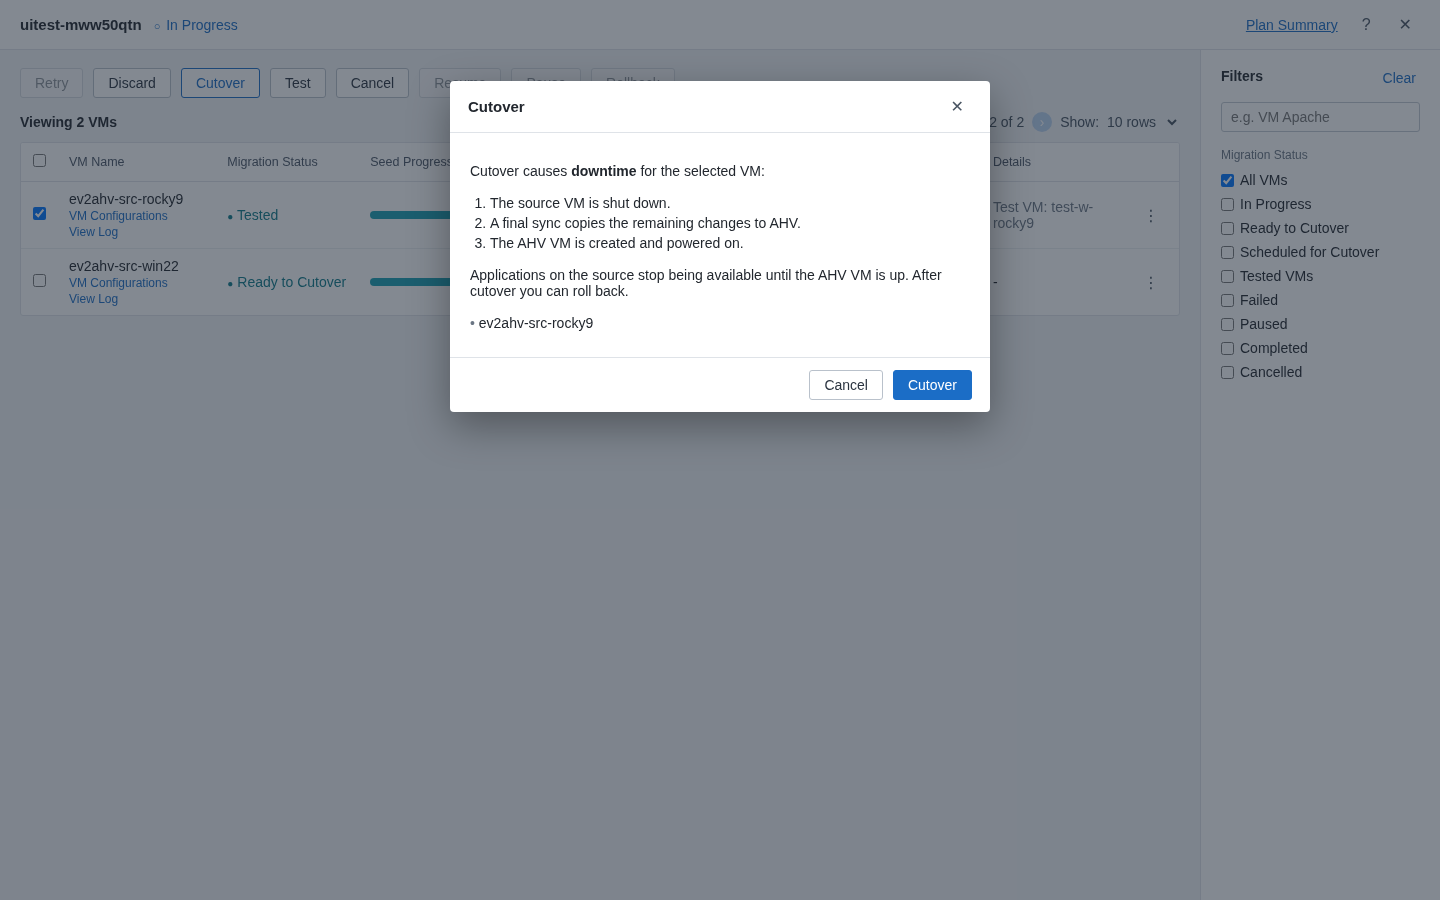 uitest-mww50qtn In Progress Plan Summary ? ✕
Retry Discard Cutover Test Cancel
Viewing 2 VMs 2 of 2 › Show: 10 rows
VM Name Migration Status Seed Progress Details
ev2ahv-src-rocky9
VM Configurations
View Log
• Tested
Test VM: test-w-
rocky9
ev2ahv-src-win22
VM Configurations
View Log
• Ready to Cutover
-
Cutover ✕
Cutover causes downtime for the selected VM:
1. The source VM is shut down.
2. A final sync copies the remaining changes to AHV.
3. The AHV VM is created and powered on.
Applications on the source stop being available until the AHV VM is up. After
cutover you can roll back.
• ev2ahv-src-rocky9
Cancel Cutover
Filters Clear
e.g. VM Apache
Migration Status
All VMs
In Progress
Ready to Cutover
Scheduled for Cutover
Tested VMs
Failed
Paused
Completed
Cancelled